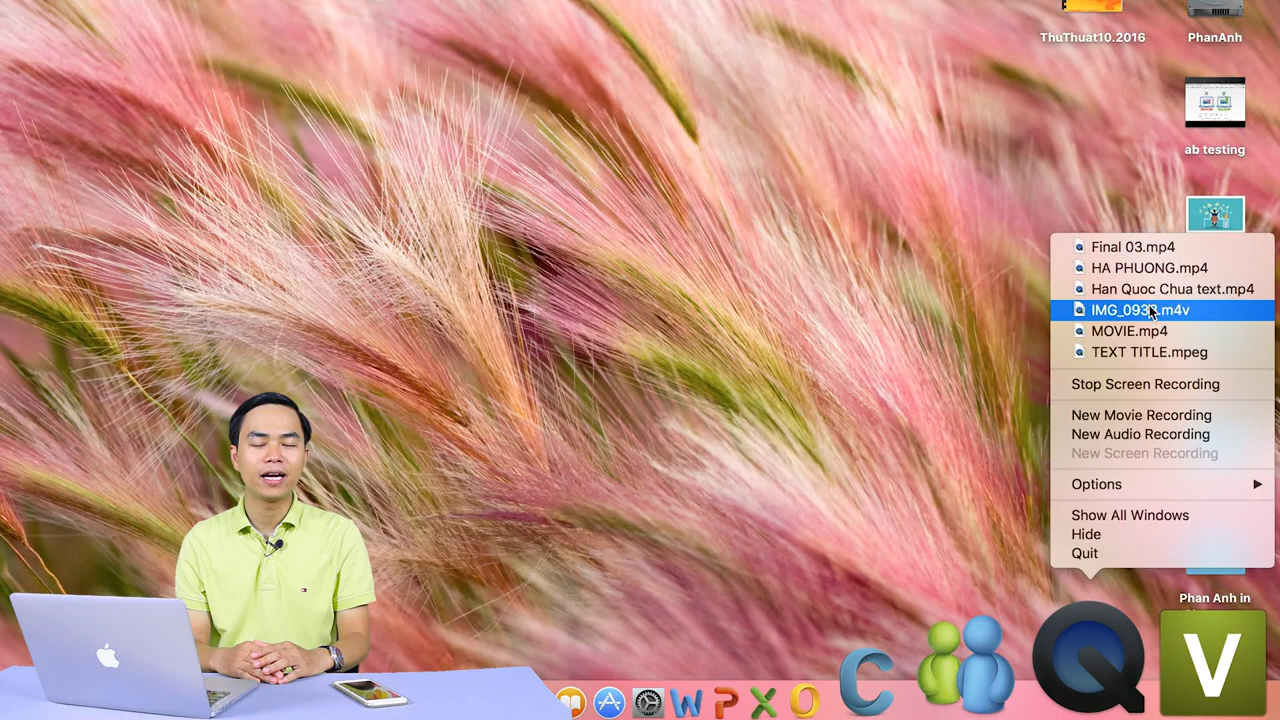 ThuThuat10.2016
PhanAnh
ab testing
Final 03.mp4
HA PHUONG.mp4
Han Quoc Chua text.mp4
.m4v
MOVIE.mp4
TEXT TITLE.mpeg
Stop Screen Recording
New Movie Recording
New Audio Recording
New Screen Recording
Options
Show All Windows
Hide
Quit
Phan Anh in
W P X O C Q V